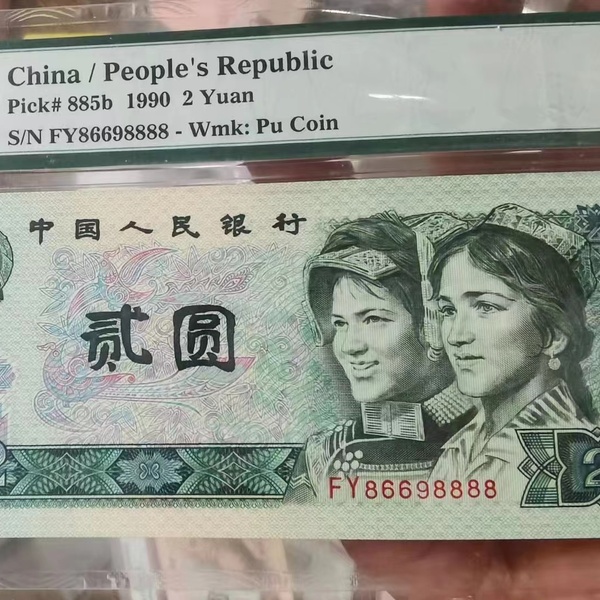 China / People's Republic
Pick# 885b 1990 2 Yuan
S/N FY86698888 - Wmk: Pu Coin
中国人民银行
贰圆
FY86698888
2